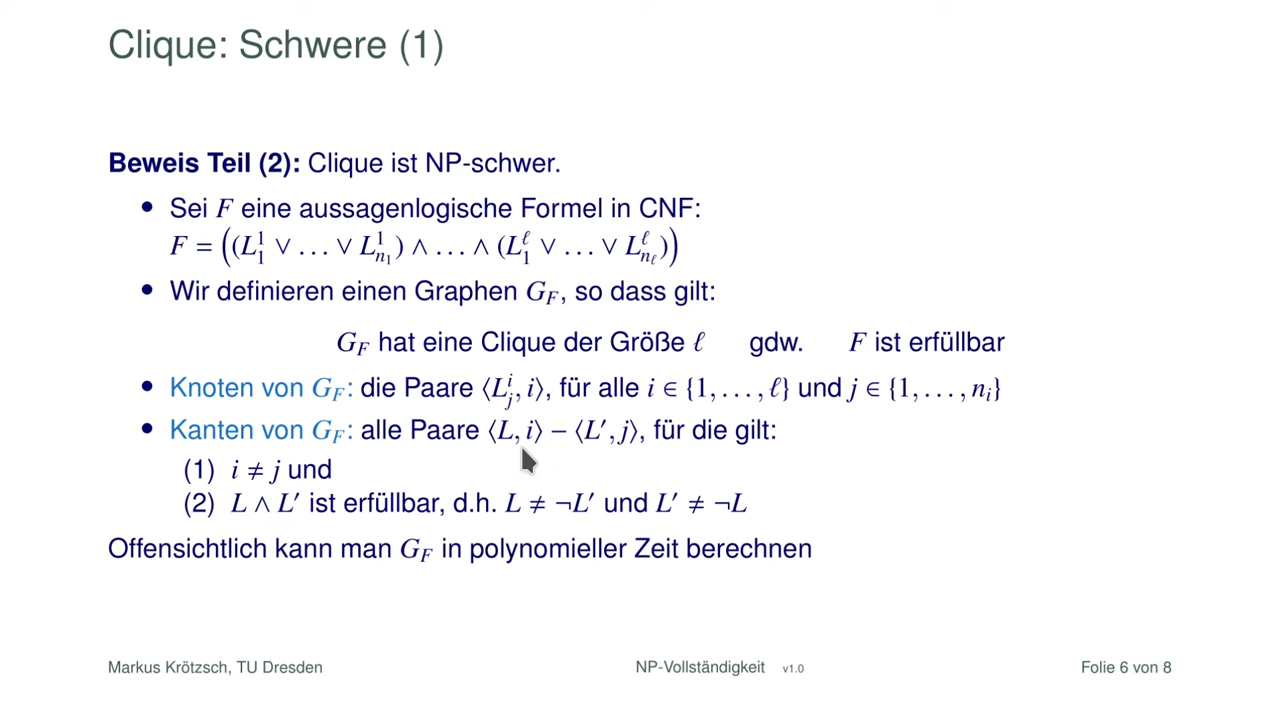 Clique: Schwere (1)
Beweis Teil (2): Clique ist NP-schwer.
• Sei F eine aussagenlogische Formel in CNF:
F = ((L₁¹ ∨ … ∨ Lₙ₁¹) ∧ … ∧ (L₁^ℓ ∨ … ∨ L_{n_ℓ}^ℓ))
• Wir definieren einen Graphen G_F, so dass gilt:
G_F hat eine Clique der Größe ℓ gdw. F ist erfüllbar
• Knoten von G_F: die Paare ⟨L_j^i, i⟩, für alle i ∈ {1, …, ℓ} und j ∈ {1, …, n_i}
• Kanten von G_F: alle Paare ⟨L, i⟩ − ⟨L′, j⟩, für die gilt:
(1) i ≠ j und
(2) L ∧ L′ ist erfüllbar, d.h. L ≠ ¬L′ und L′ ≠ ¬L
Offensichtlich kann man G_F in polynomieller Zeit berechnen
Markus Krötzsch, TU Dresden NP-Vollständigkeit v1.0 Folie 6 von 8